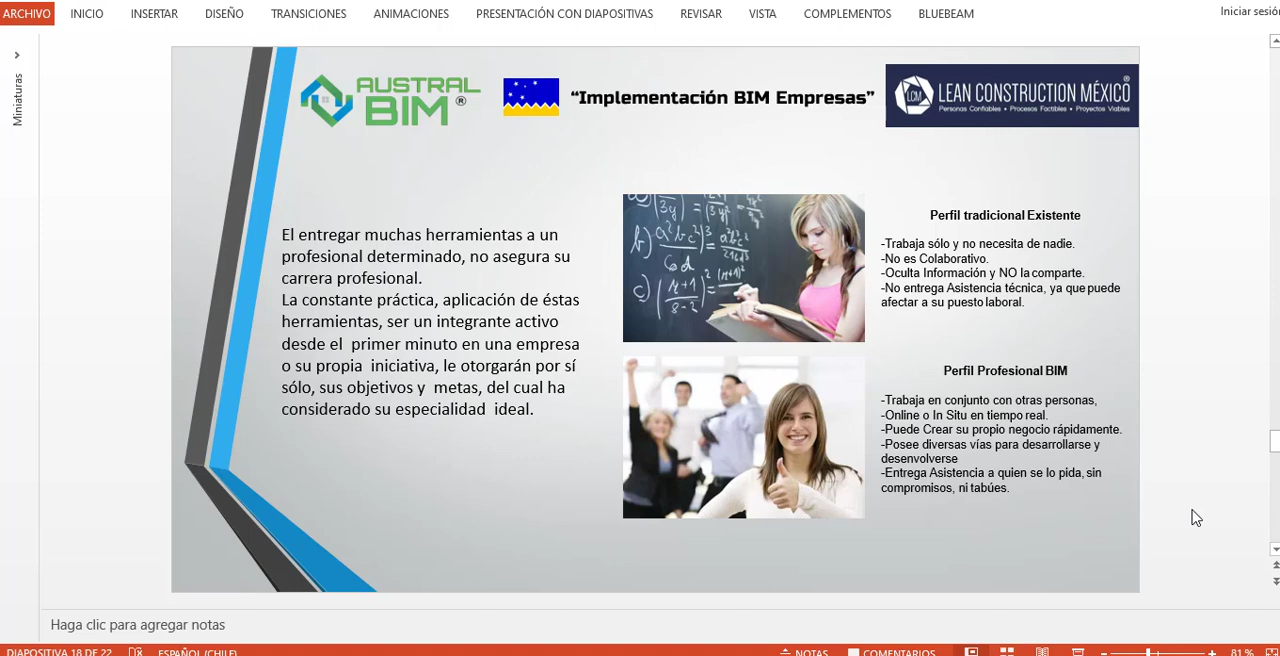 ARCHIVO INICIO INSERTAR DISEÑO TRANSICIONES ANIMACIONES PRESENTACIÓN CON DIAPOSITIVAS REVISAR VISTA COMPLEMENTOS BLUEBEAM
Iniciar sesión
Miniaturas
AUSTRAL
BIM ®
“Implementación BIM Empresas”
LCM
LEAN CONSTRUCTION MÉXICO®
Personas Confiables • Procesos Factibles • Proyectos Viables
El entregar muchas herramientas a un
profesional determinado, no asegura su
carrera profesional.
La constante práctica, aplicación de éstas
herramientas, ser un integrante activo
desde el primer minuto en una empresa
o su propia iniciativa, le otorgarán por sí
sólo, sus objetivos y metas, del cual ha
considerado su especialidad ideal.
Perfil tradicional Existente
-Trabaja sólo y no necesita de nadie.
-No es Colaborativo.
-Oculta Información y NO la comparte.
-No entrega Asistencia técnica, ya que puede
afectar a su puesto laboral.
Perfil Profesional BIM
-Trabaja en conjunto con otras personas,
-Online o In Situ en tiempo real.
-Puede Crear su propio negocio rápidamente.
-Posee diversas vías para desarrollarse y
desenvolverse
-Entrega Asistencia a quien se lo pida, sin
compromisos, ni tabúes.
Haga clic para agregar notas
DIAPOSITIVA 18 DE 22 ESPAÑOL (CHILE) NOTAS COMENTARIOS 81 %